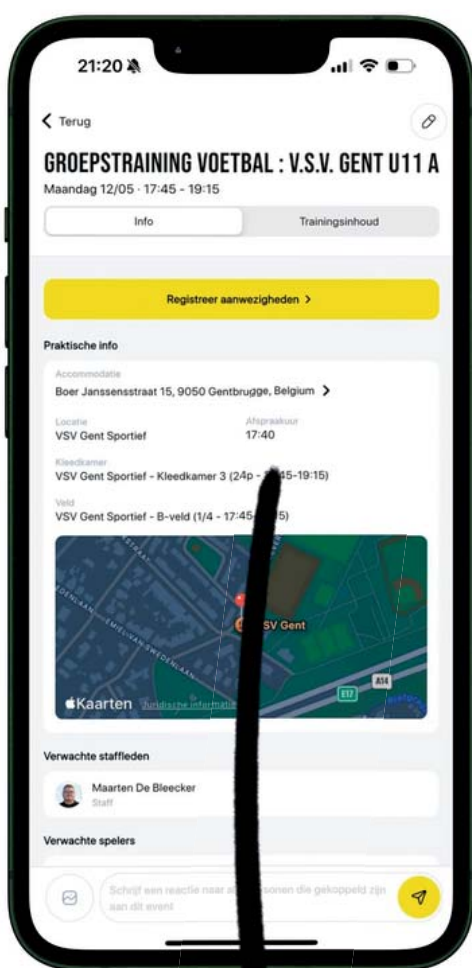 21:20
Terug
GROEPSTRAINING VOETBAL : V.S.V. GENT U11 A
Maandag 12/05 · 17:45 - 19:15
Info
Trainingsinhoud
Registreer aanwezigheden >
Praktische info
Accommodatie
Boer Janssensstraat 15, 9050 Gentbrugge, Belgium >
Locatie
Afspraakuur
VSV Gent Sportief
17:40
Kleedkamer
VSV Gent Sportief - Kleedkamer 3 (24p - 45-19:15)
Veld
VSV Gent Sportief - B-veld (1/4 - 17:45 5)
EMIEL-VAN-SWEDENLAAN
SV Gent
A14
E17
Kaarten
Juridische informatie
Verwachte staffleden
Maarten De Bleecker
Staff
Verwachte spelers
Schrijf een reactie naar die gekoppeld zijn
aan dit event